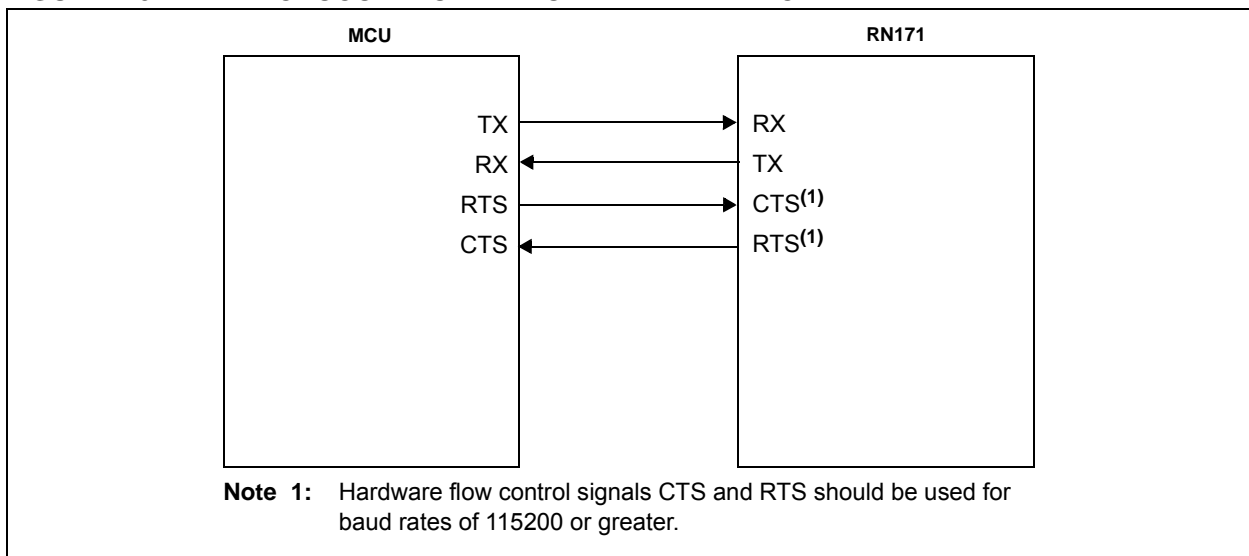 MCU RN171
TX RX
RX TX
RTS CTS(1)
CTS RTS(1)
Note 1: Hardware flow control signals CTS and RTS should be used for
baud rates of 115200 or greater.